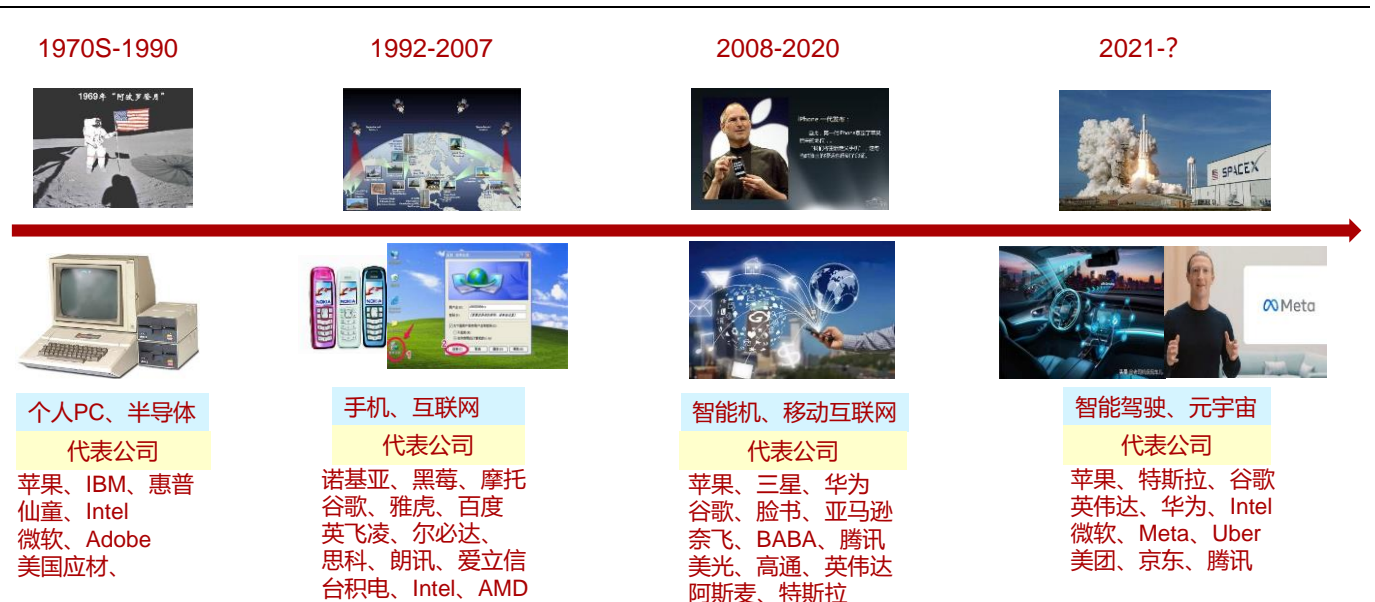 1970S-1990
1992-2007
2008-2020
2021-?
1969年“阿波罗登月”
iPhone 一代发布：
SPACEX
NOKIA
NOKIA
NOKIA
Meta
个人PC、半导体
代表公司
苹果、IBM、惠普
仙童、Intel
微软、Adobe
美国应材、
手机、互联网
代表公司
诺基亚、黑莓、摩托
谷歌、雅虎、百度
英飞凌、尔必达、
思科、朗讯、爱立信
台积电、Intel、AMD
智能机、移动互联网
代表公司
苹果、三星、华为
谷歌、脸书、亚马逊
奈飞、BABA、腾讯
美光、高通、英伟达
阿斯麦、特斯拉
智能驾驶、元宇宙
代表公司
苹果、特斯拉、谷歌
英伟达、华为、Intel
微软、Meta、Uber
美团、京东、腾讯